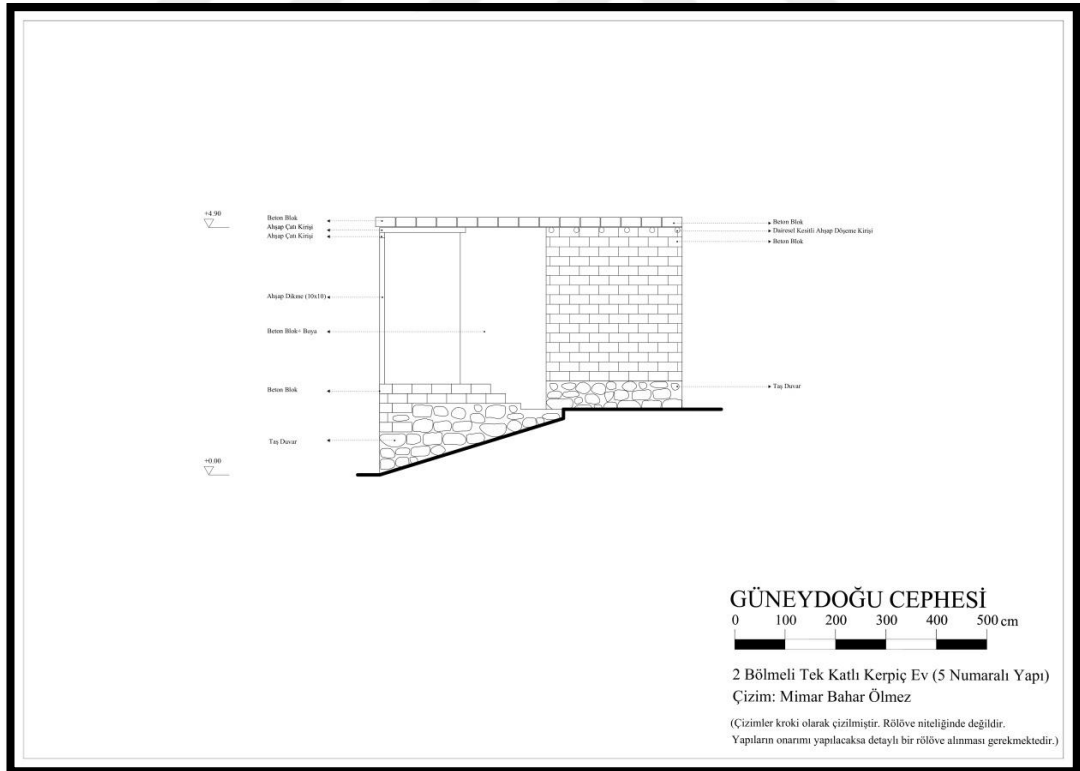 +4.90
Beton Blok
Ahşap Çatı Kirişi
Ahşap Çatı Kirişi
Ahşap Dikme (10x10)
Beton Blok+ Boya
Beton Blok
Taş Duvar
+0.00
Beton Blok
Dairesel Kesitli Ahşap Döşeme Kirişi
Beton Blok
Taş Duvar
GÜNEYDOĞU CEPHESİ
0 100 200 300 400 500 cm
2 Bölmeli Tek Katlı Kerpiç Ev (5 Numaralı Yapı)
Çizim: Mimar Bahar Ölmez
(Çizimler kroki olarak çizilmiştir. Rölöve niteliğinde değildir.
Yapıların onarımı yapılacaksa detaylı bir rölöve alınması gerekmektedir.)